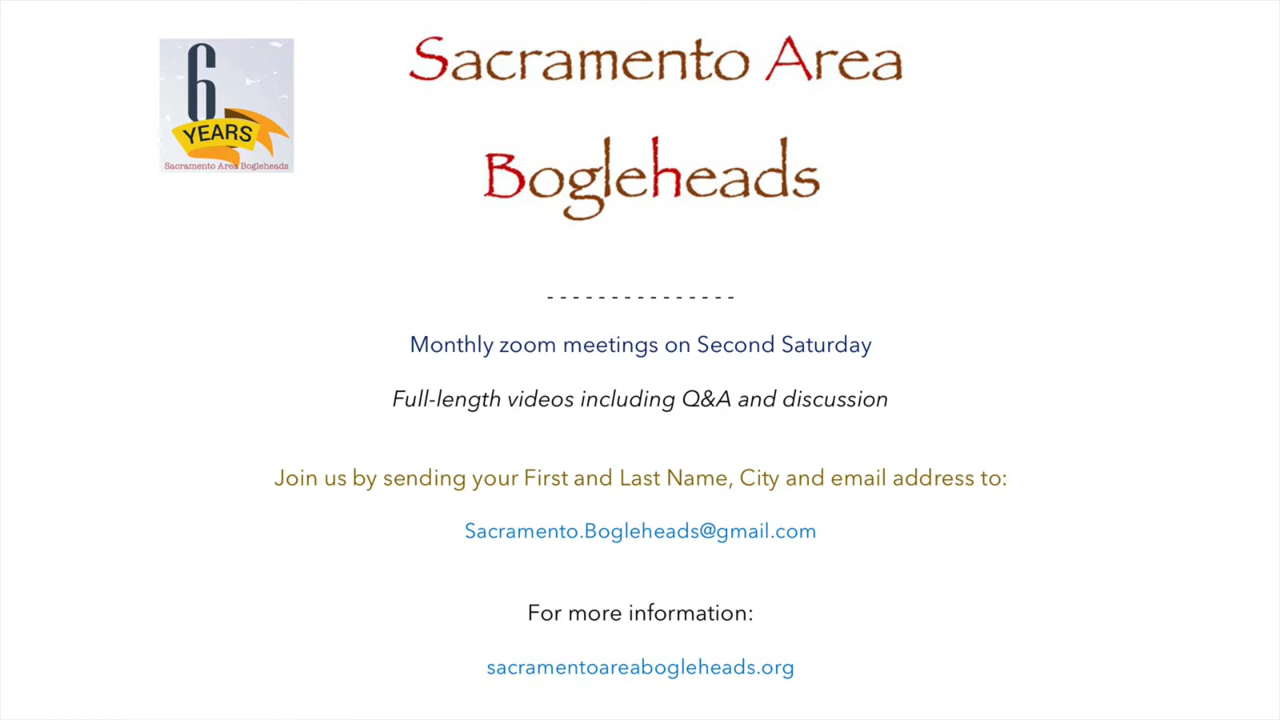 6
YEARS
Sacramento Area Bogleheads
Sacramento Area
Bogleheads
- - - - - - - - - - - - - - -
Monthly zoom meetings on Second Saturday
Full-length videos including Q&A and discussion
Join us by sending your First and Last Name, City and email address to:
Sacramento.Bogleheads@gmail.com
For more information:
sacramentoareabogleheads.org